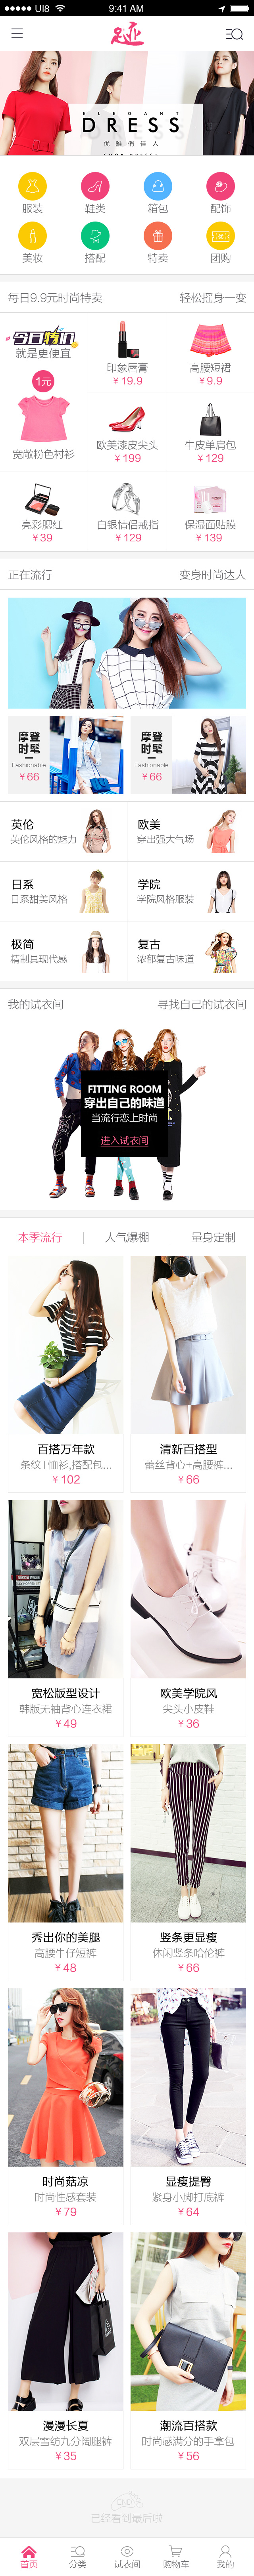 UI8
9:41 AM
足迹
ELEGANT
DRESS
优雅俏佳人
服装
鞋类
箱包
配饰
美妆
搭配
特卖
团购
每日9.9元时尚特卖
轻松摇身一变
今日特价
就是更便宜
1元
宽敞粉色衬衫
印象唇膏
¥19.9
高腰短裙
¥9.9
欧美漆皮尖头
¥199
牛皮单肩包
¥129
亮彩腮红
¥39
白银情侣戒指
¥129
保湿面贴膜
¥139
正在流行
变身时尚达人
摩登
时髦
Fashionable
¥66
摩登
时髦
Fashionable
¥66
英伦
英伦风格的魅力
欧美
穿出强大气场
日系
日系甜美风格
学院
学院风格服装
极简
精制具现代感
复古
浓郁复古味道
我的试衣间
寻找自己的试衣间
FITTING ROOM
穿出自己的味道
当流行恋上时尚
进入试衣间
本季流行
人气爆棚
量身定制
百搭万年款
条纹T恤衫,搭配包...
¥102
清新百搭型
蕾丝背心+高腰裤...
¥66
宽松版型设计
韩版无袖背心连衣裙
¥49
欧美学院风
尖头小皮鞋
¥36
秀出你的美腿
高腰牛仔短裤
¥48
竖条更显瘦
休闲竖条哈伦裤
¥66
时尚菇凉
时尚性感套装
¥79
显瘦提臀
紧身小脚打底裤
¥64
漫漫长夏
双层雪纺九分阔腿裤
¥35
潮流百搭款
时尚感满分的手拿包
¥56
END
已经看到最后啦
首页
分类
试衣间
购物车
我的